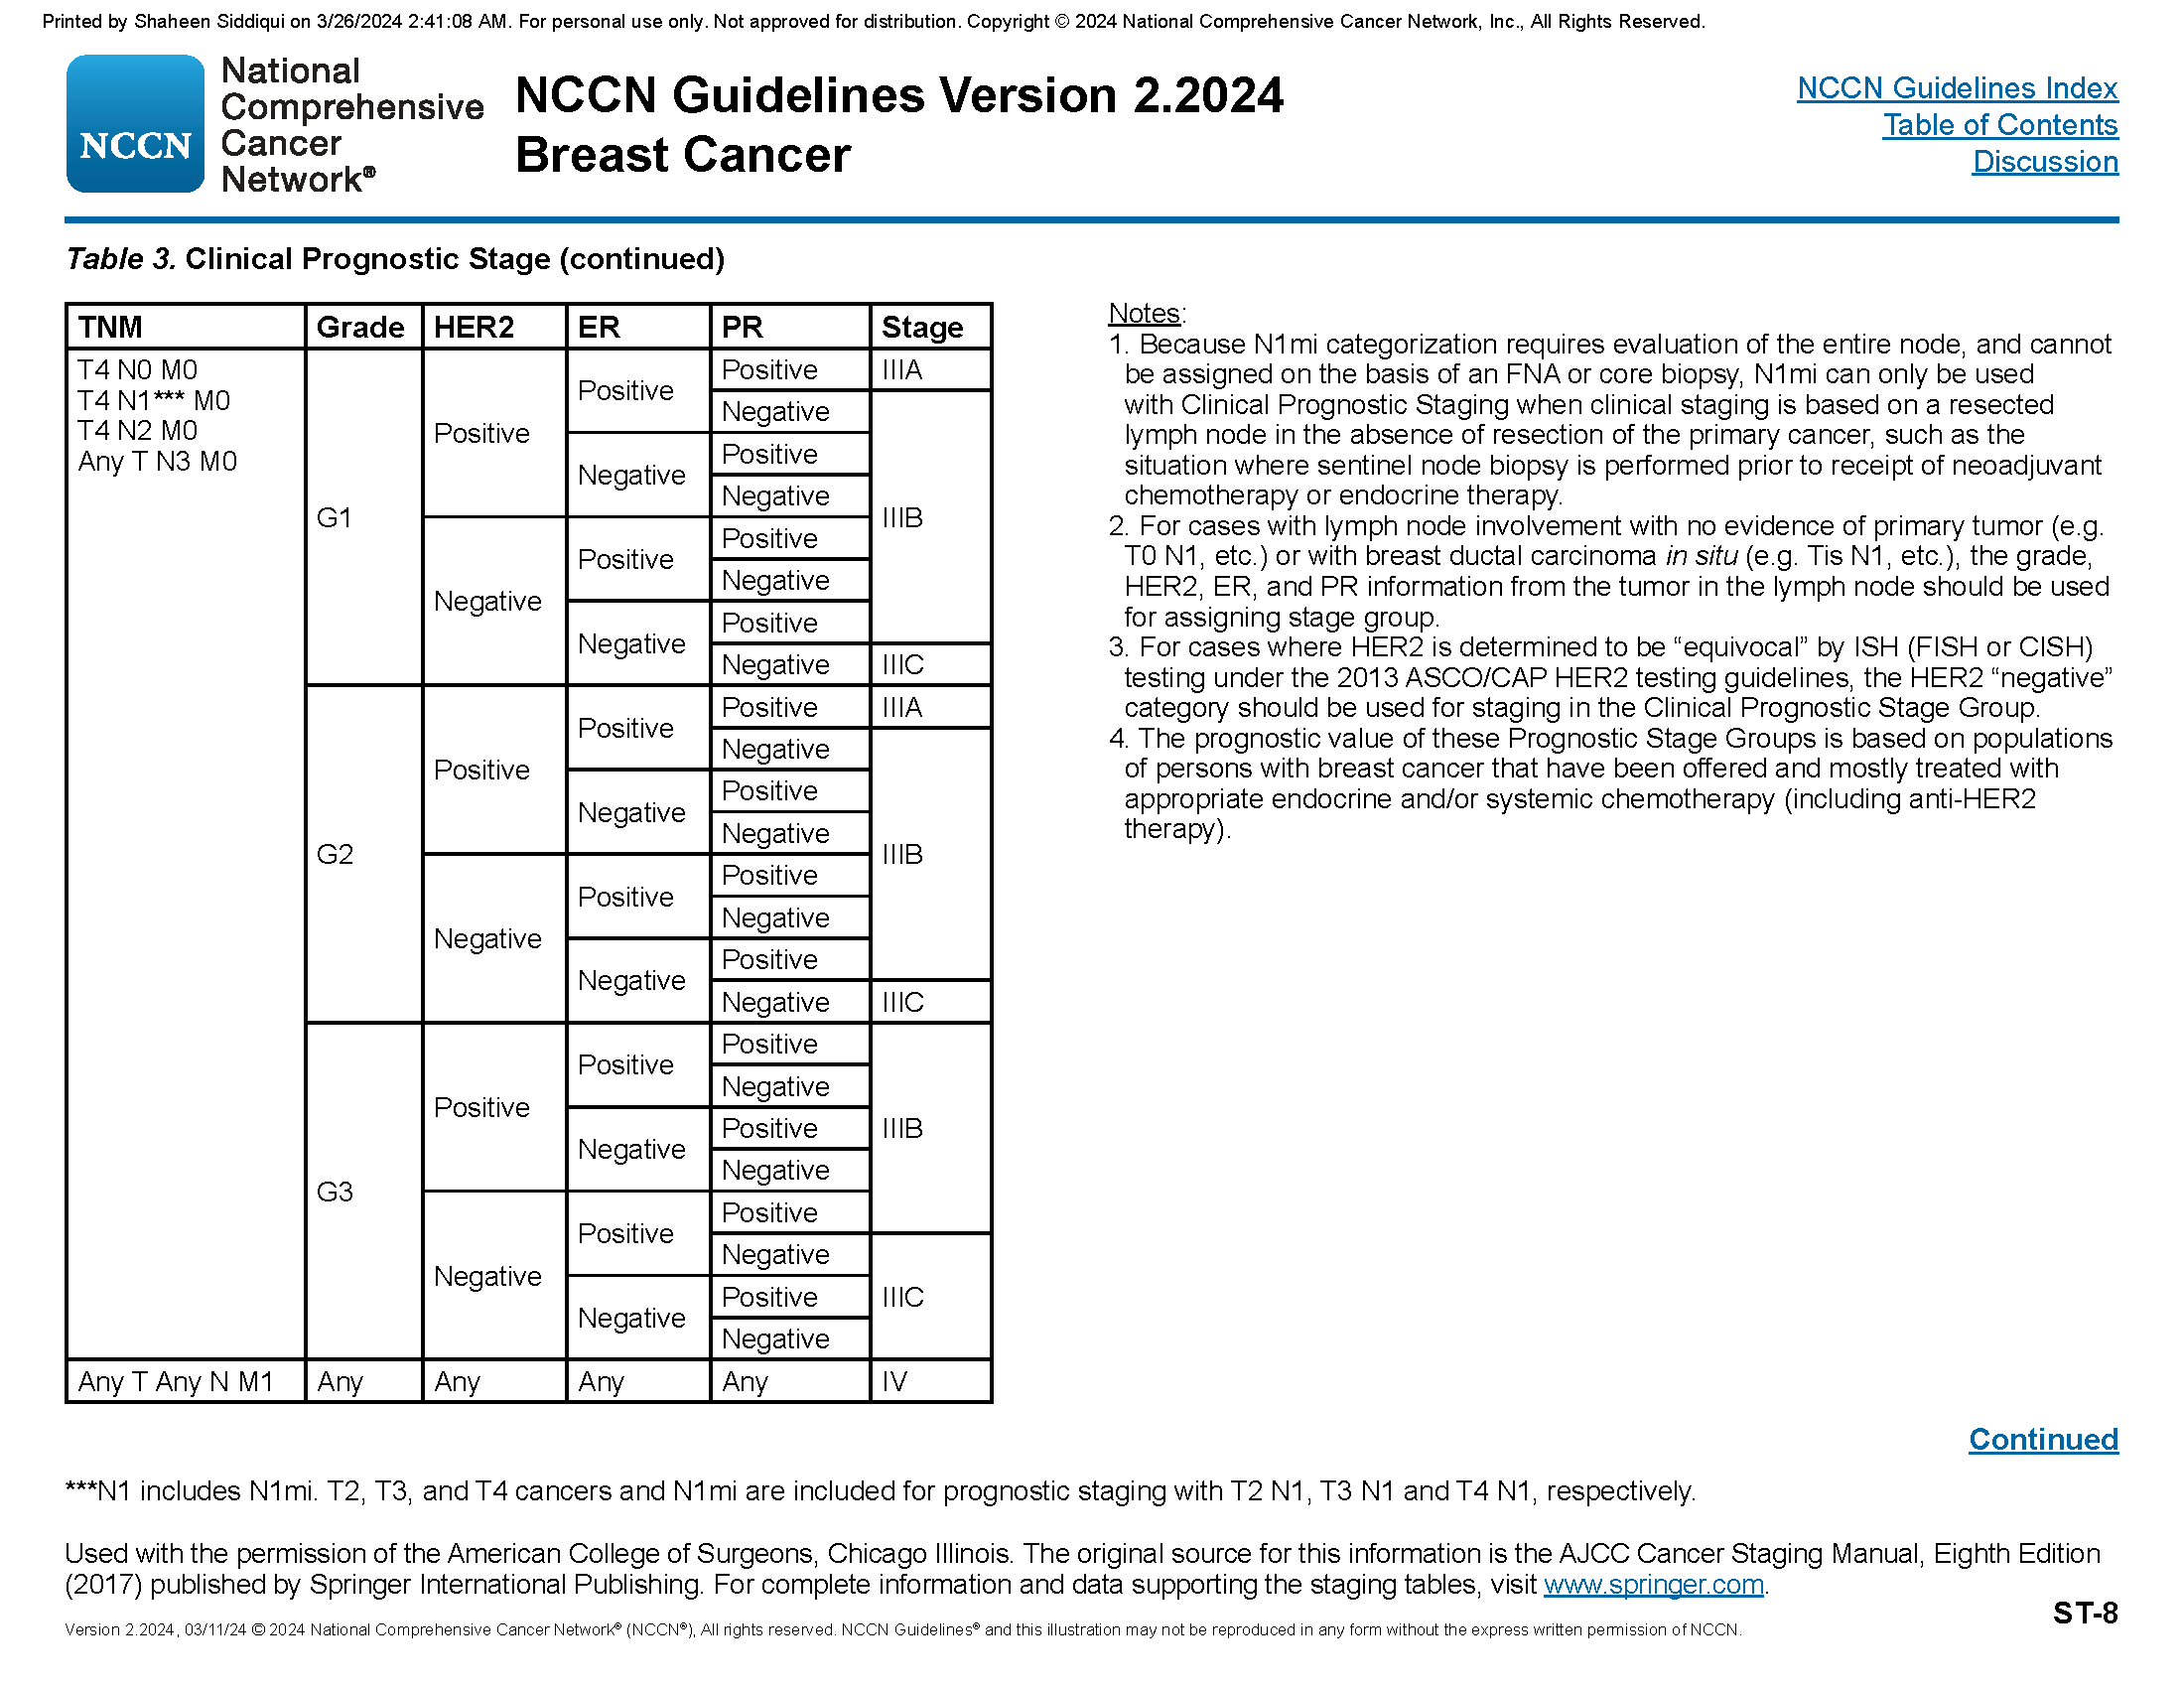 Printed by Shaheen Siddiqui on 3/26/2024 2:41:08 AM. For personal use only. Not approved for distribution. Copyright © 2024 National Comprehensive Cancer Network, Inc., All Rights Reserved.
NCCN
National
Comprehensive
Cancer
Network®
NCCN Guidelines Version 2.2024
Breast Cancer
NCCN Guidelines Index
Table of Contents
Discussion
Table 3. Clinical Prognostic Stage (continued)
TNM Grade HER2 ER PR Stage
T4 N0 M0
T4 N1*** M0
T4 N2 M0
Any T N3 M0
G1 Positive Positive Positive IIIA
Negative IIIB
Negative Positive
Negative
Negative Positive Positive
Negative
Negative Positive
Negative IIIC
G2 Positive Positive Positive IIIA
Negative IIIB
Negative Positive
Negative
Negative Positive Positive
Negative
Negative Positive
Negative IIIC
G3 Positive Positive Positive IIIB
Negative
Negative Positive
Negative
Negative Positive Positive
Negative IIIC
Negative Positive
Negative
Any T Any N M1 Any Any Any Any IV
Notes:
1. Because N1mi categorization requires evaluation of the entire node, and cannot
be assigned on the basis of an FNA or core biopsy, N1mi can only be used
with Clinical Prognostic Staging when clinical staging is based on a resected
lymph node in the absence of resection of the primary cancer, such as the
situation where sentinel node biopsy is performed prior to receipt of neoadjuvant
chemotherapy or endocrine therapy.
2. For cases with lymph node involvement with no evidence of primary tumor (e.g.
T0 N1, etc.) or with breast ductal carcinoma in situ (e.g. Tis N1, etc.), the grade,
HER2, ER, and PR information from the tumor in the lymph node should be used
for assigning stage group.
3. For cases where HER2 is determined to be “equivocal” by ISH (FISH or CISH)
testing under the 2013 ASCO/CAP HER2 testing guidelines, the HER2 “negative”
category should be used for staging in the Clinical Prognostic Stage Group.
4. The prognostic value of these Prognostic Stage Groups is based on populations
of persons with breast cancer that have been offered and mostly treated with
appropriate endocrine and/or systemic chemotherapy (including anti-HER2
therapy).
Continued
***N1 includes N1mi. T2, T3, and T4 cancers and N1mi are included for prognostic staging with T2 N1, T3 N1 and T4 N1, respectively.
Used with the permission of the American College of Surgeons, Chicago Illinois. The original source for this information is the AJCC Cancer Staging Manual, Eighth Edition
(2017) published by Springer International Publishing. For complete information and data supporting the staging tables, visit www.springer.com.
ST-8
Version 2.2024, 03/11/24 © 2024 National Comprehensive Cancer Network® (NCCN®), All rights reserved. NCCN Guidelines® and this illustration may not be reproduced in any form without the express written permission of NCCN.